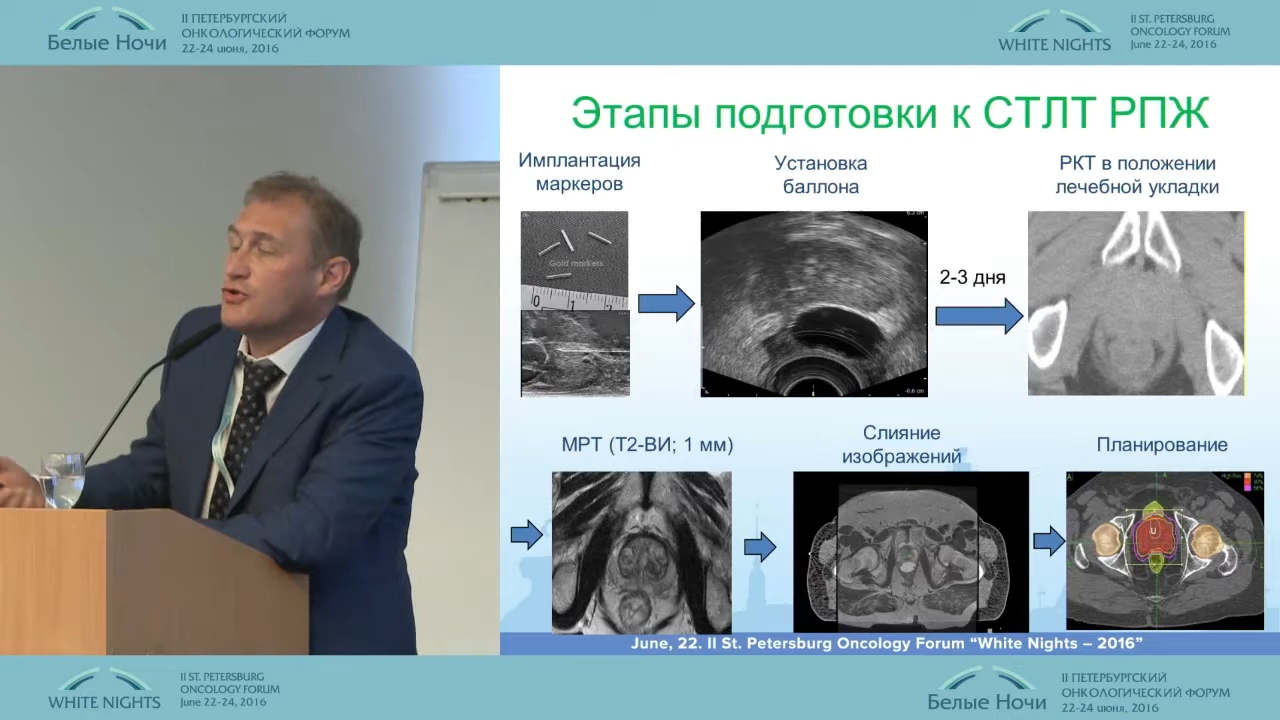 Белые Ночи
II ПЕТЕРБУРГСКИЙ
ОНКОЛОГИЧЕСКИЙ ФОРУМ
22-24 июня, 2016
WHITE NIGHTS
II ST. PETERSBURG
ONCOLOGY FORUM
June 22-24, 2016
Этапы подготовки к СТЛТ РПЖ
Имплантация
маркеров
Установка
баллона
РКТ в положении
лечебной укладки
Gold markers
0 1 2
2-3 дня
МРТ (Т2-ВИ; 1 мм)
Слияние
изображений
Планирование
June, 22. II St. Petersburg Oncology Forum “White Nights – 2016”
WHITE NIGHTS
II ST. PETERSBURG
ONCOLOGY FORUM
June 22-24, 2016
Белые Ночи
II ПЕТЕРБУРГСКИЙ
ОНКОЛОГИЧЕСКИЙ ФОРУМ
22-24 июня, 2016